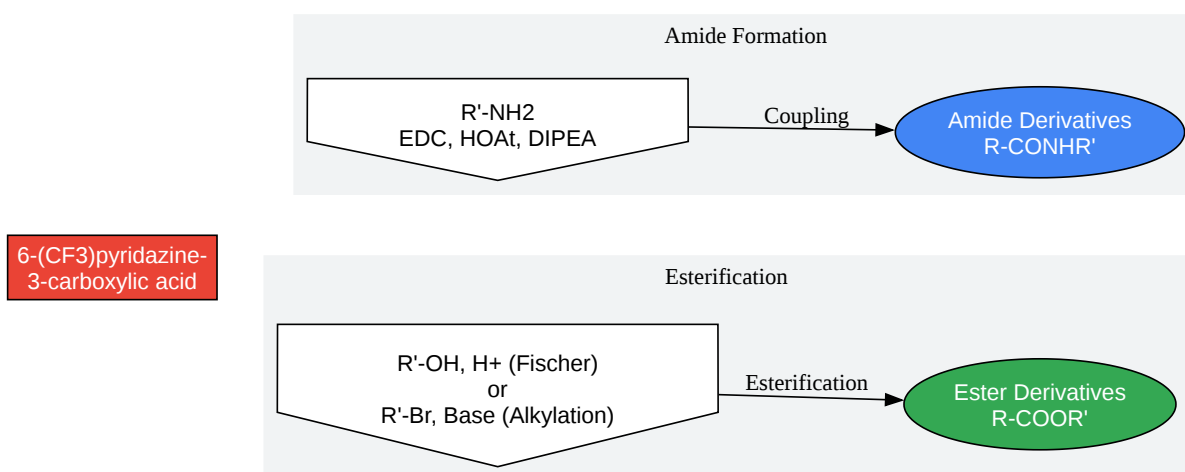 Amide Formation
R'-NH2
EDC, HOAt, DIPEA
Coupling
Amide Derivatives
R-CONHR'
6-(CF3)pyridazine-
3-carboxylic acid
Esterification
R'-OH, H+ (Fischer)
or
R'-Br, Base (Alkylation)
Esterification
Ester Derivatives
R-COOR'